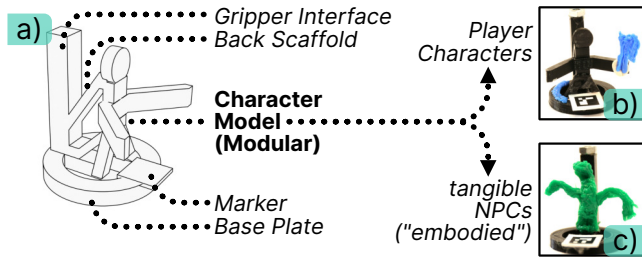 a)
Gripper Interface
Back Scaffold
Character
Model
(Modular)
Marker
Base Plate
Player
Characters
b)
tangible
NPCs
("embodied")
c)